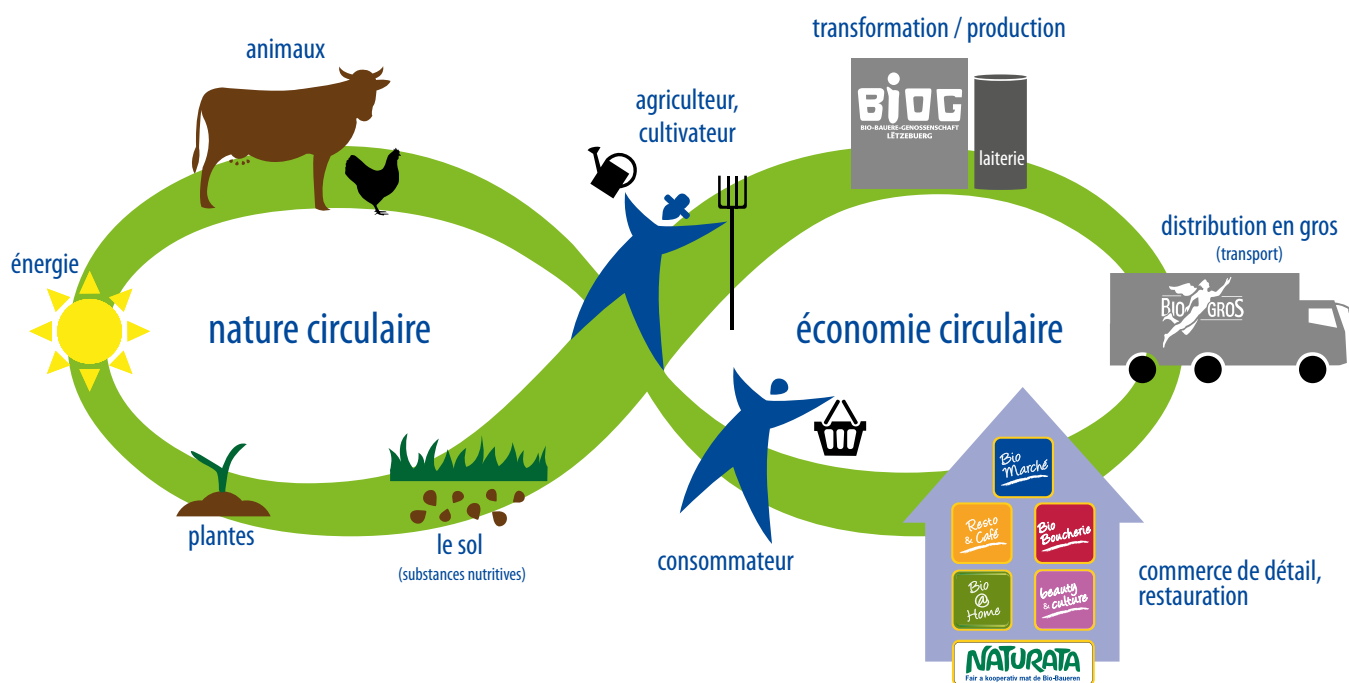 transformation / production
animaux
agriculteur,
cultivateur
BIOG
BIO-BAUERE-GENOSSENSCHAFT
LËTZEBUERG
laiterie
distribution en gros
(transport)
BIO GROS
énergie
nature circulaire
économie circulaire
plantes
le sol
(substances nutritives)
consommateur
Bio
Marché
Resto
& Café
Bio
Boucherie
Bio
@
Home
beauty
& culture
commerce de détail,
restauration
NATURATA
Fair a kooperativ mat de Bio-Baueren